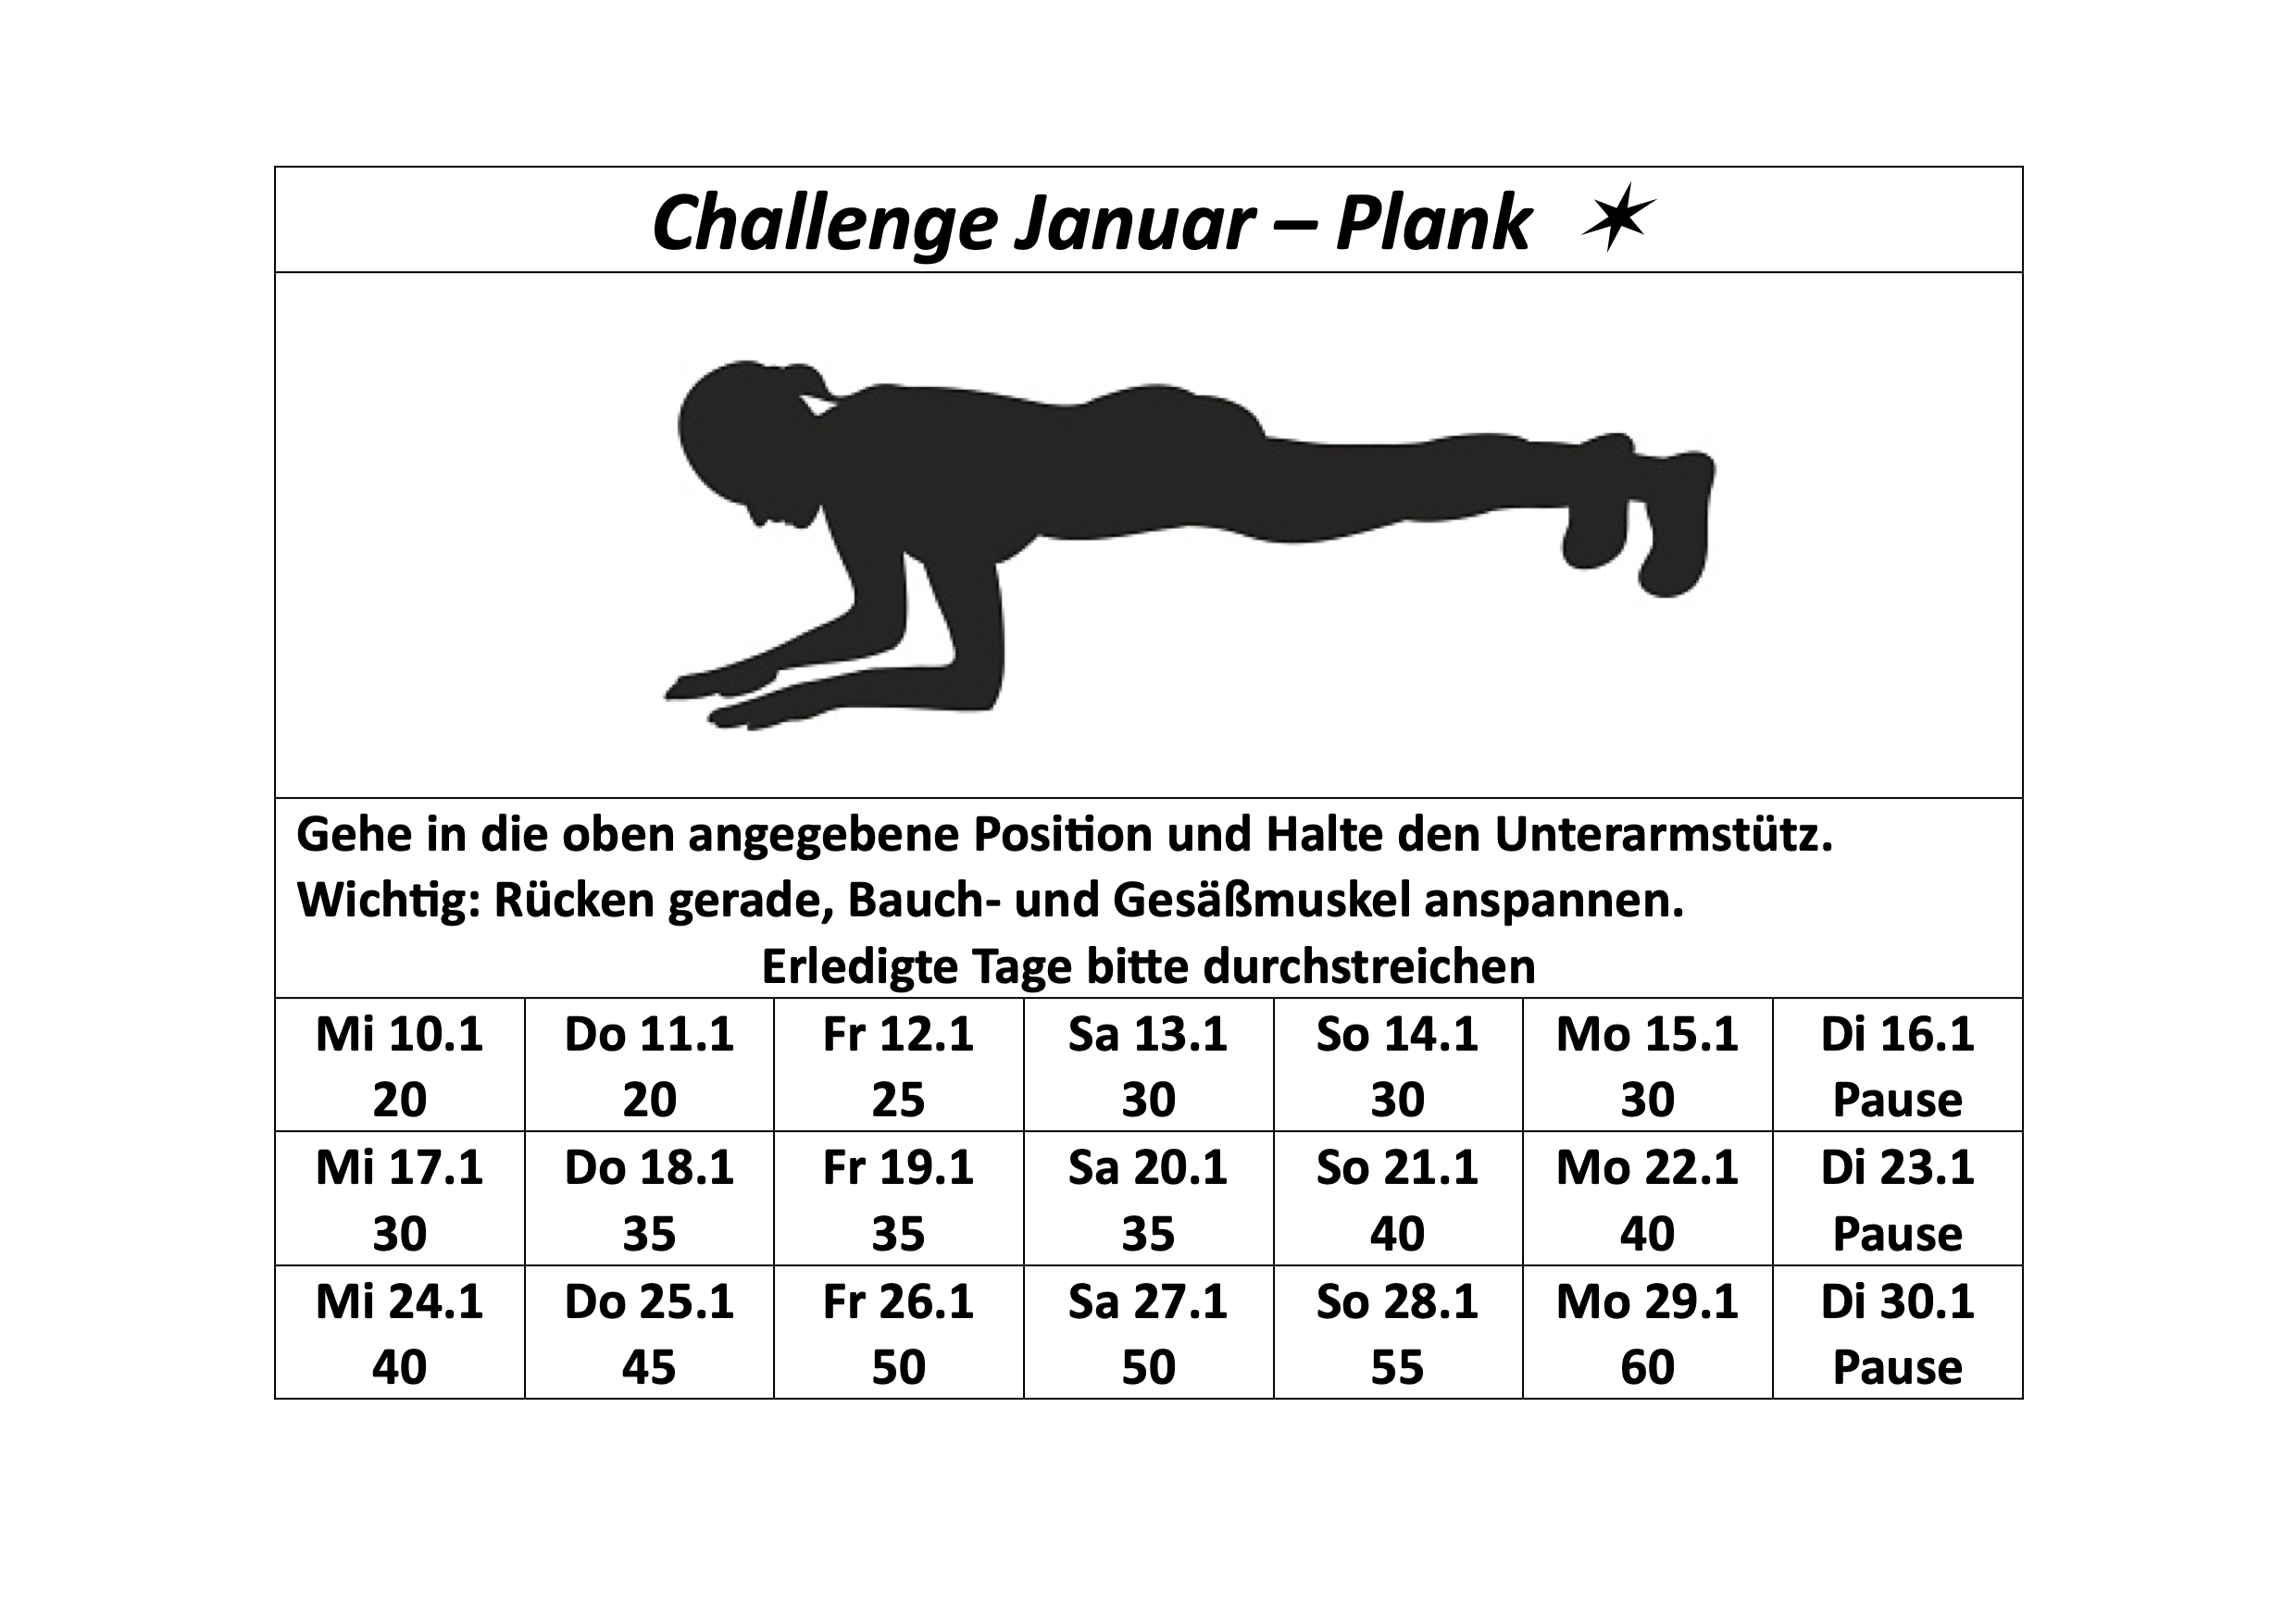 Challenge Januar – Plank
Gehe in die oben angegebene Position und Halte den Unterarmstütz.
Wichtig: Rücken gerade, Bauch- und Gesäßmuskel anspannen.
Erledigte Tage bitte durchstreichen
Mi 10.1 Do 11.1 Fr 12.1 Sa 13.1 So 14.1 Mo 15.1 Di 16.1
20 20 25 30 30 30 Pause
Mi 17.1 Do 18.1 Fr 19.1 Sa 20.1 So 21.1 Mo 22.1 Di 23.1
30 35 35 35 40 40 Pause
Mi 24.1 Do 25.1 Fr 26.1 Sa 27.1 So 28.1 Mo 29.1 Di 30.1
40 45 50 50 55 60 Pause